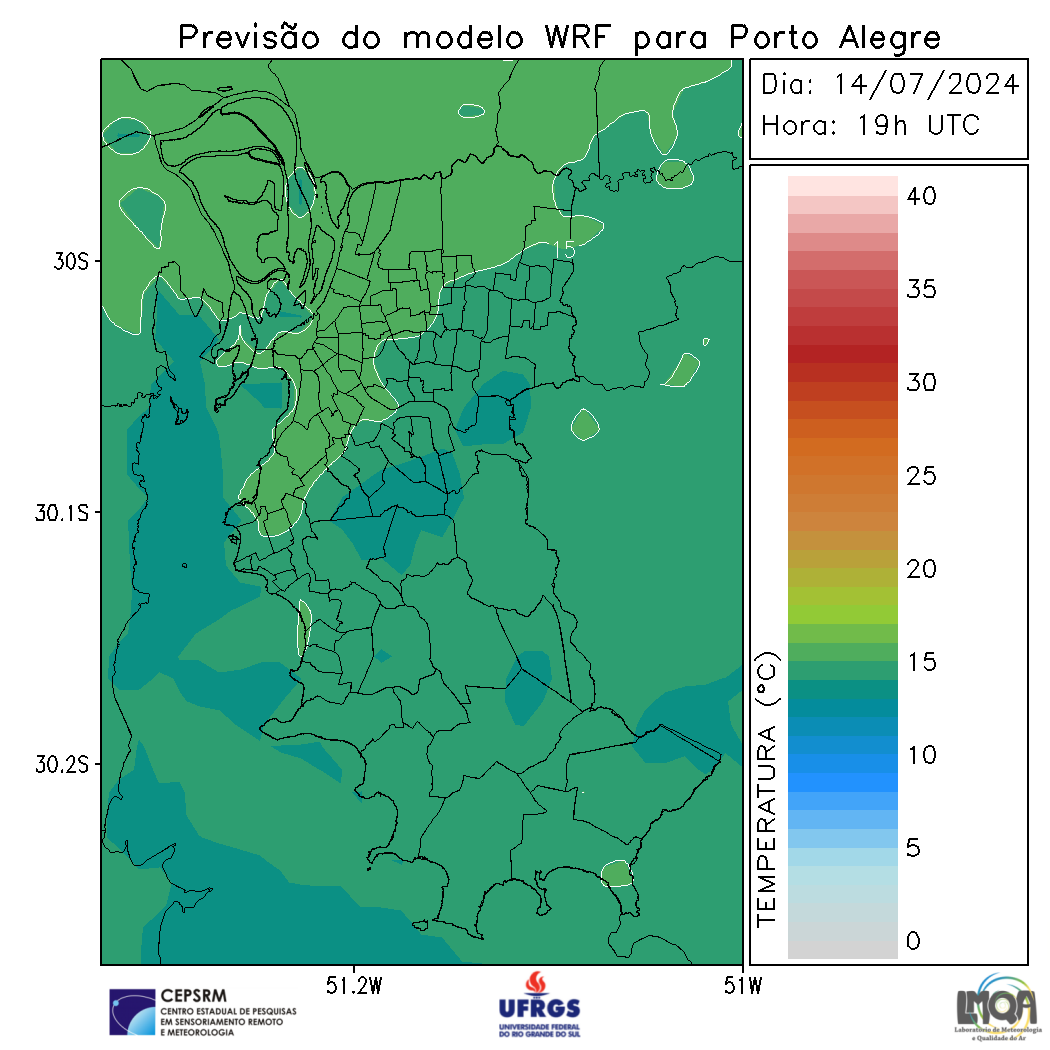 Previsão do modelo WRF para Porto Alegre
Dia: 14/07/2024
Hora: 19h UTC
40
35
30
25
20
15
10
5
0
TEMPERATURA (°C)
15
30S
30.1S
30.2S
51.2W
51W
CEPSRM
CENTRO ESTADUAL DE PESQUISAS
EM SENSORIAMENTO REMOTO
E METEOROLOGIA
UFRGS
UNIVERSIDADE FEDERAL
DO RIO GRANDE DO SUL
LMQA
Laboratório de Meteorologia
e Qualidade do Ar